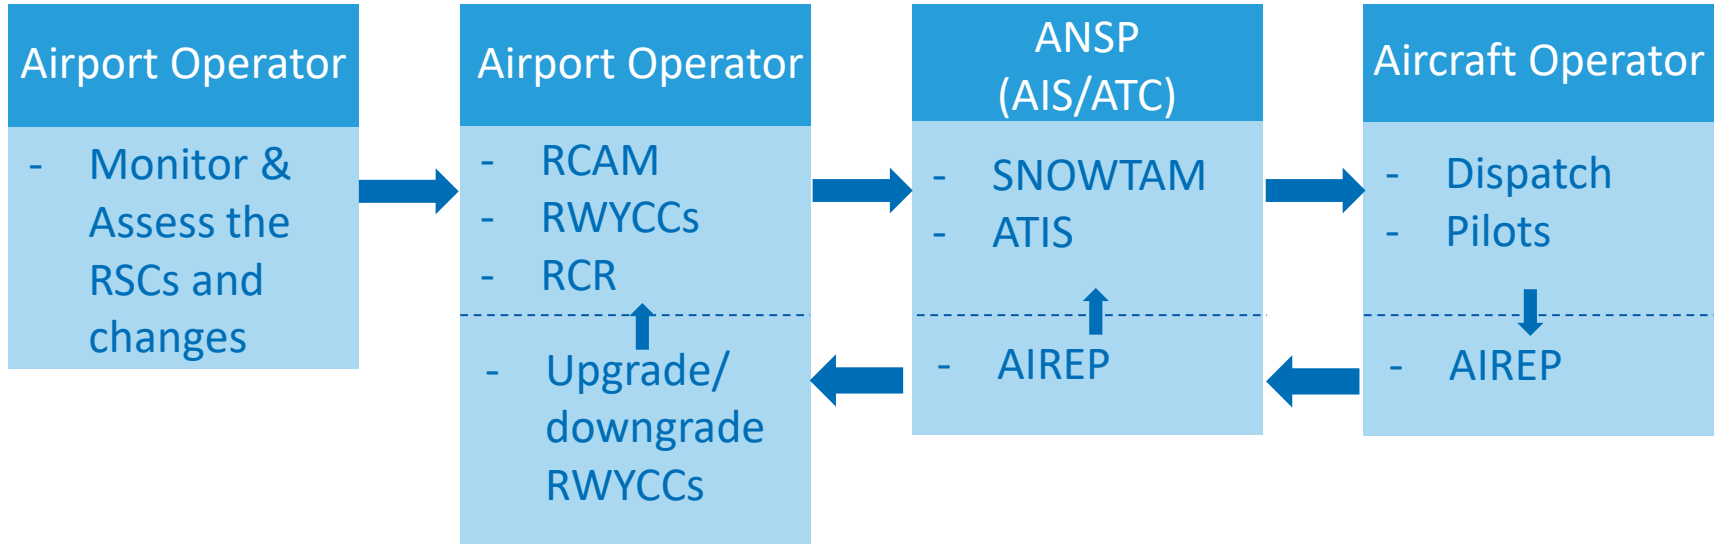 Airport Operator
- Monitor &
Assess the
RSCs and
changes
Airport Operator
- RCAM
- RWYCCs
- RCR
- Upgrade/
downgrade
RWYCCs
ANSP
(AIS/ATC)
- SNOWTAM
- ATIS
- AIREP
Aircraft Operator
- Dispatch
- Pilots
- AIREP